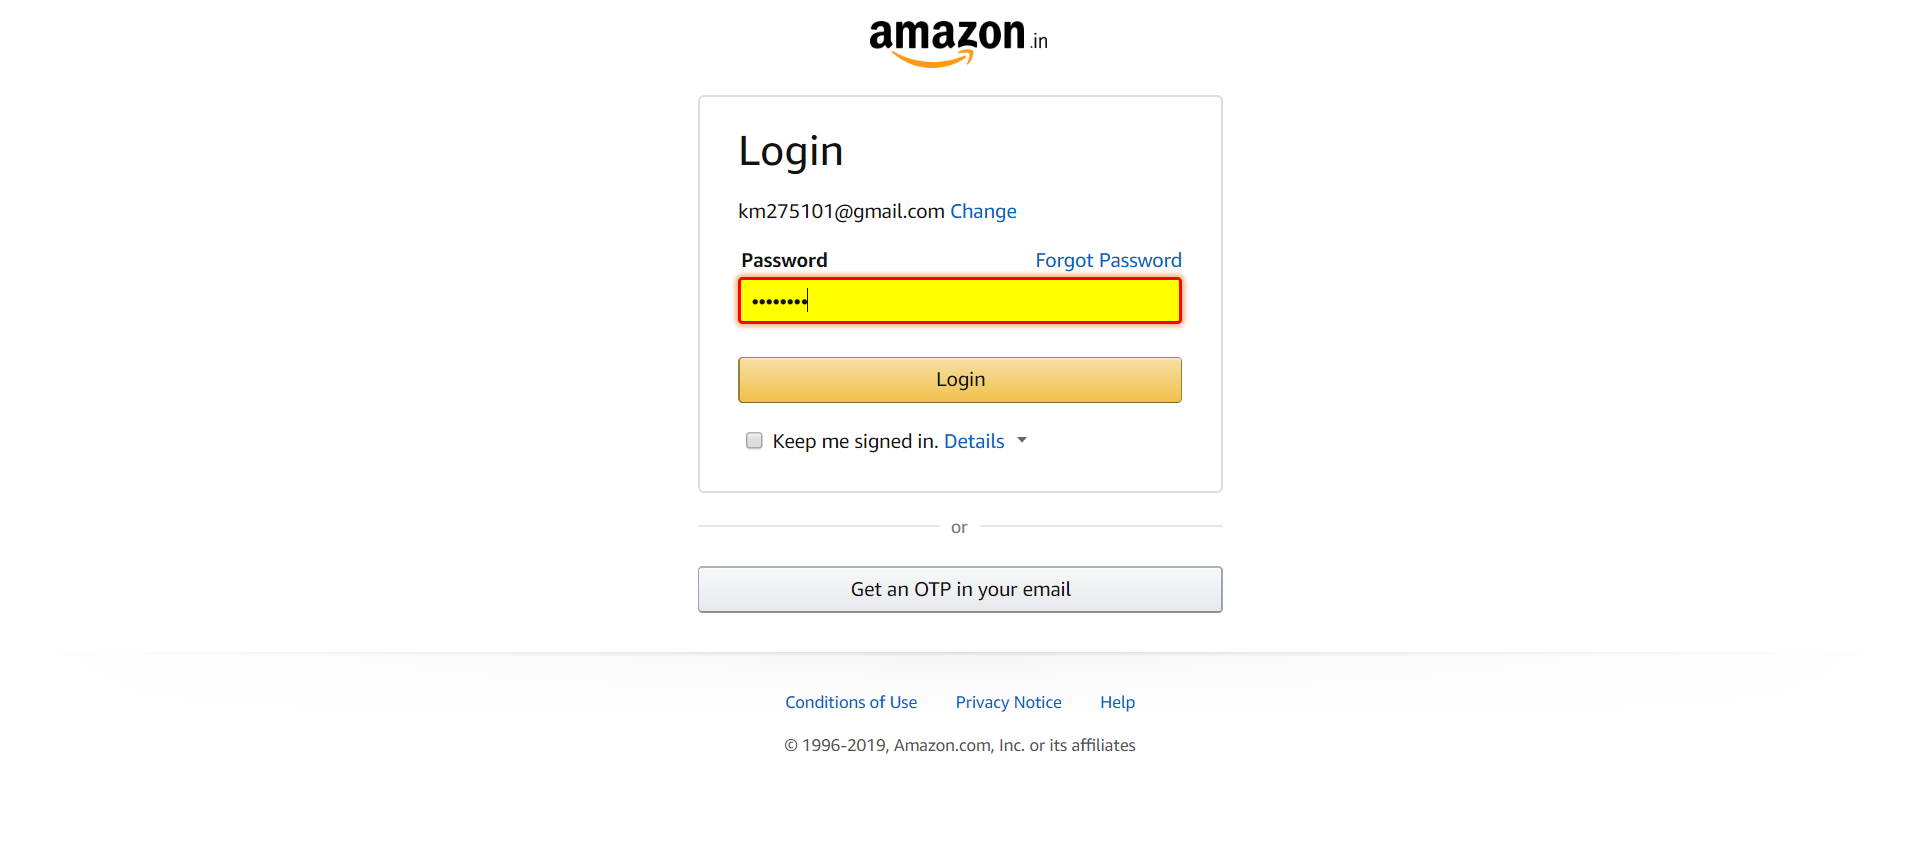 amazon.in
Login
km275101@gmail.com Change
Password Forgot Password
••••••••
Login
Keep me signed in. Details
or
Get an OTP in your email
Conditions of Use Privacy Notice Help
© 1996-2019, Amazon.com, Inc. or its affiliates